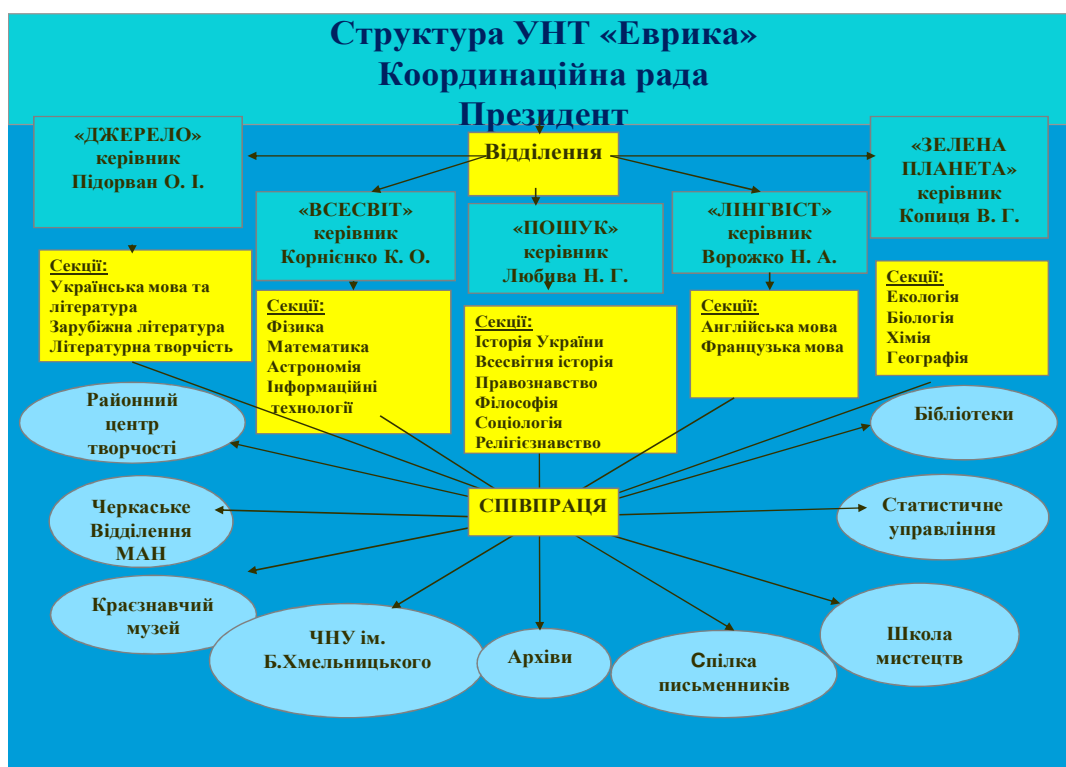 Структура УНТ «Еврика»
Координаційна рада
Президент
«ДЖЕРЕЛО»
керівник
Підорван О. І.
Відділення
«ЗЕЛЕНА
ПЛАНЕТА»
керівник
Копиця В. Г.
«ВСЕСВІТ»
керівник
Корнієнко К. О.
«ПОШУК»
керівник
Любива Н. Г.
«ЛІНГВІСТ»
керівник
Ворожко Н. А.
Секції:
Українська мова та
література
Зарубіжна література
Літературна творчість
Секції:
Фізика
Математика
Астрономія
Інформаційні
технології
Секції:
Історія України
Всесвітня історія
Правознавство
Філософія
Соціологія
Релігієзнавство
Секції:
Англійська мова
Французька мова
Секції:
Екологія
Біологія
Хімія
Географія
Районний
центр
творчості
Бібліотеки
СПІВПРАЦЯ
Черкаське
Відділення
МАН
Статистичне
управління
Краєзнавчий
музей
ЧНУ ім.
Б.Хмельницького
Архіви
Спілка
письменників
Школа
мистецтв